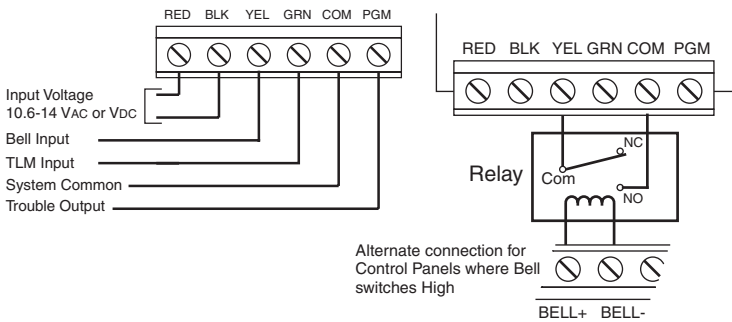 RED BLK YEL GRN COM PGM
Input Voltage
10.6-14 VAC or VDC
Bell Input
TLM Input
System Common
Trouble Output
RED BLK YEL GRN COM PGM
Relay
Com
NC
NO
Alternate connection for
Control Panels where Bell
switches High
BELL+ BELL-